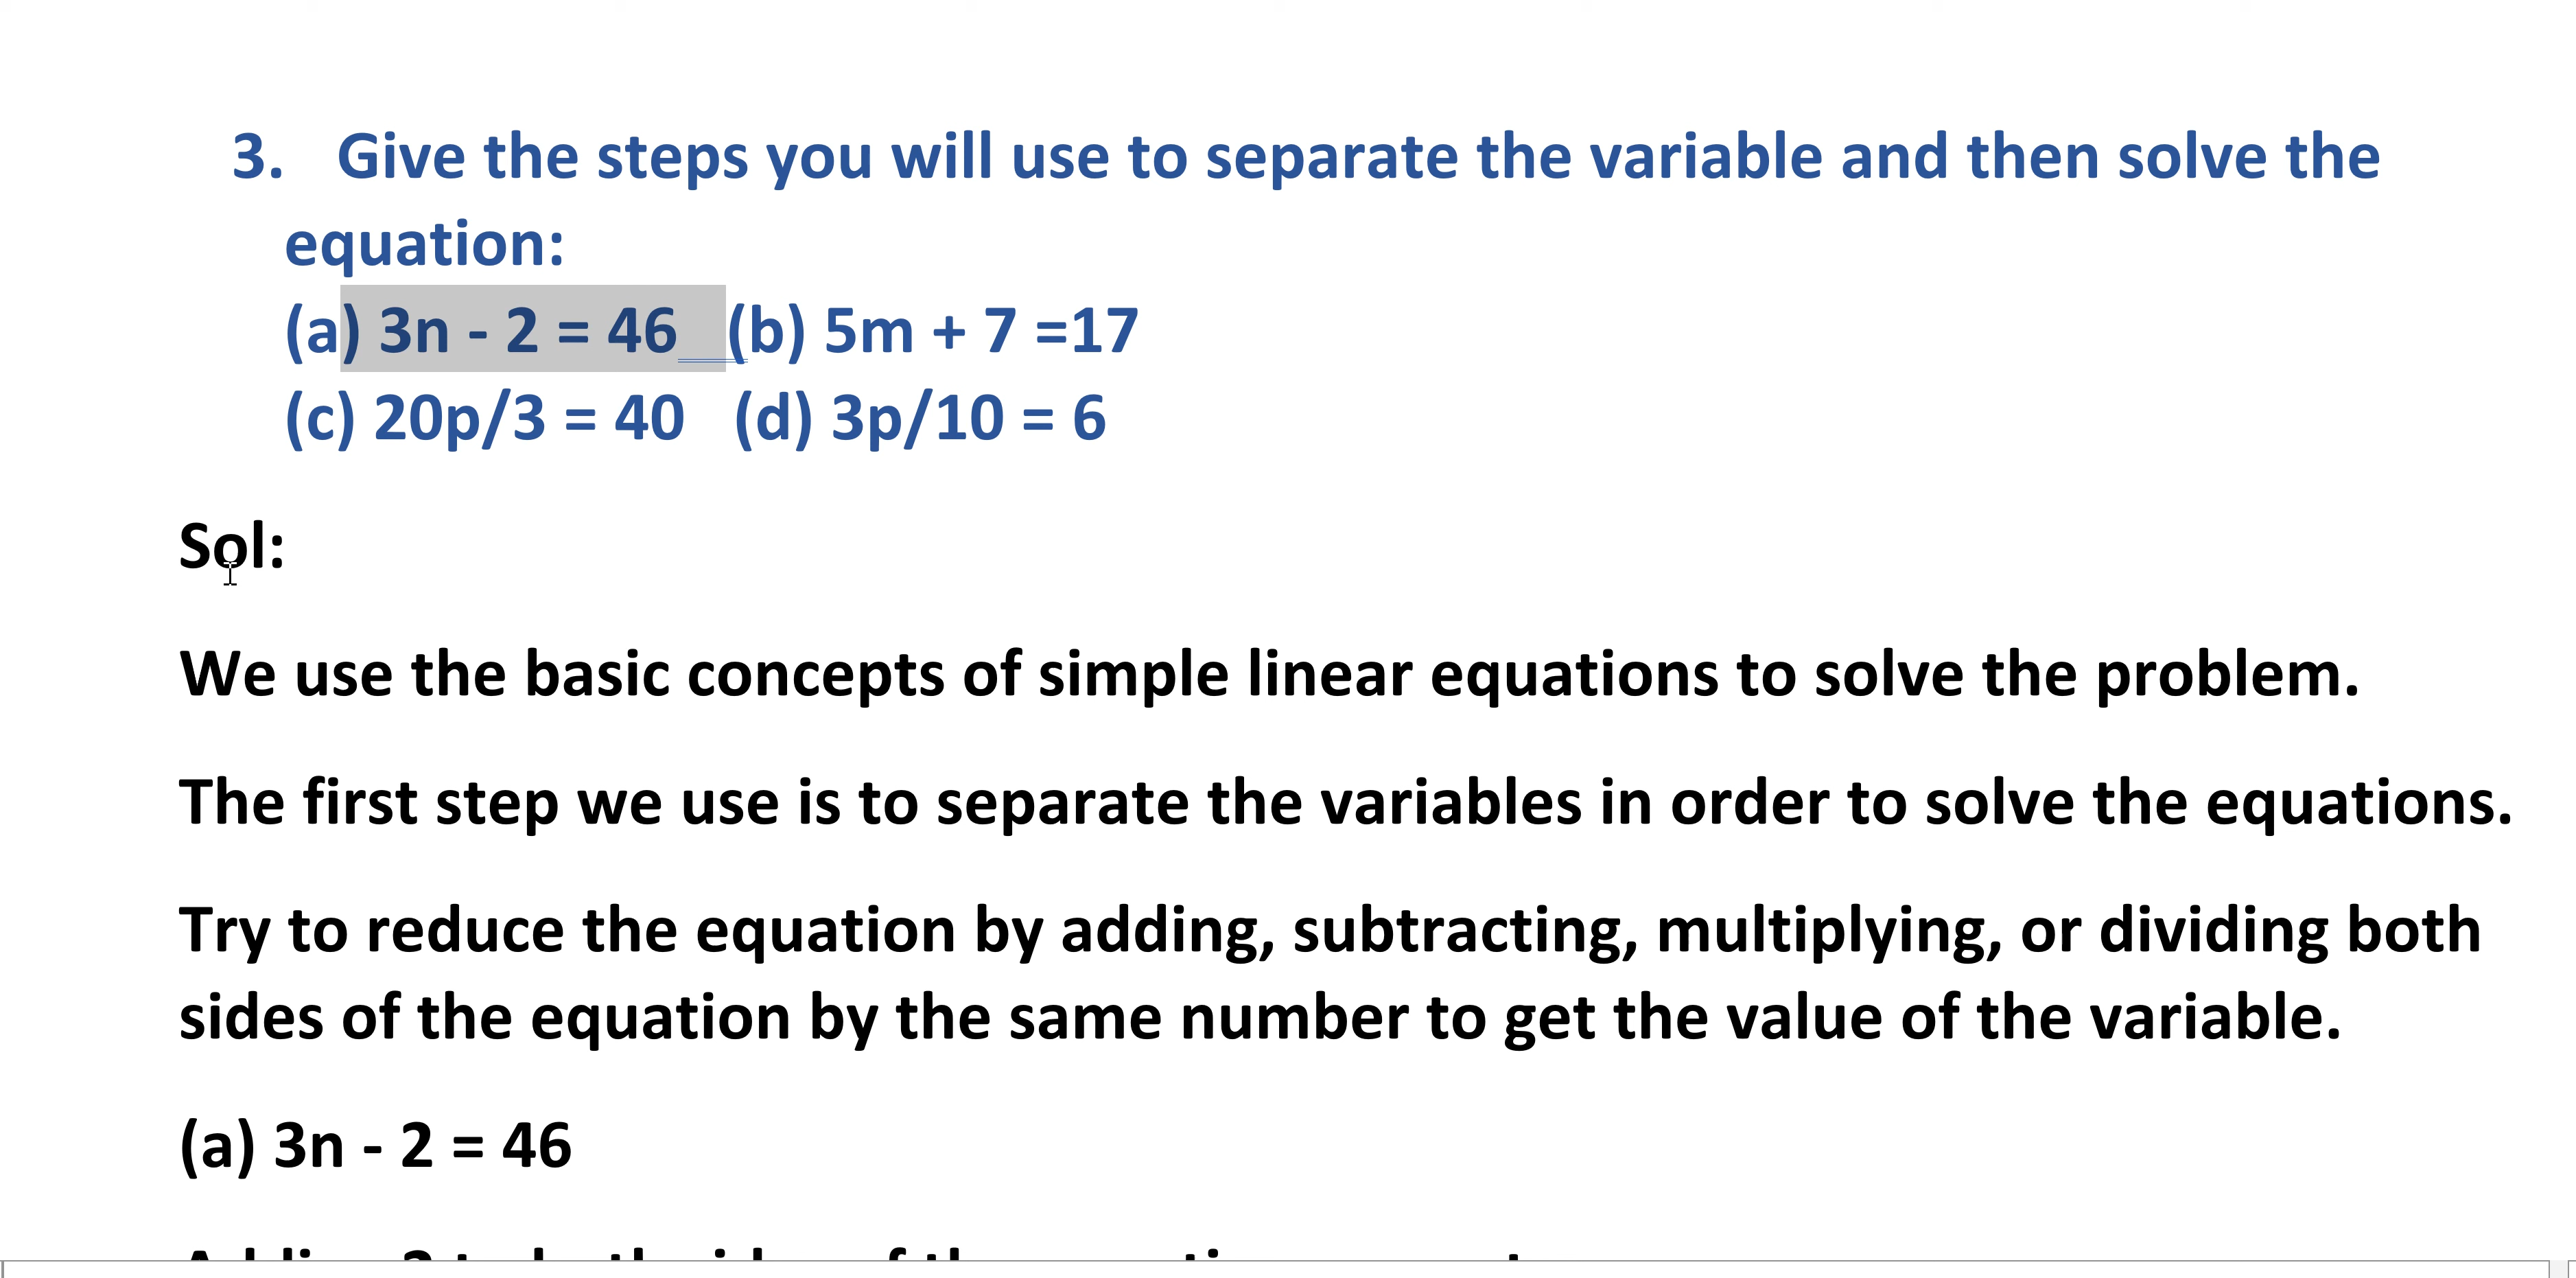 3. Give the steps you will use to separate the variable and then solve the
equation:
(a) 3n - 2 = 46 (b) 5m + 7 =17
(c) 20p/3 = 40 (d) 3p/10 = 6
Sol:
We use the basic concepts of simple linear equations to solve the problem.
The first step we use is to separate the variables in order to solve the equations.
Try to reduce the equation by adding, subtracting, multiplying, or dividing both
sides of the equation by the same number to get the value of the variable.
(a) 3n - 2 = 46